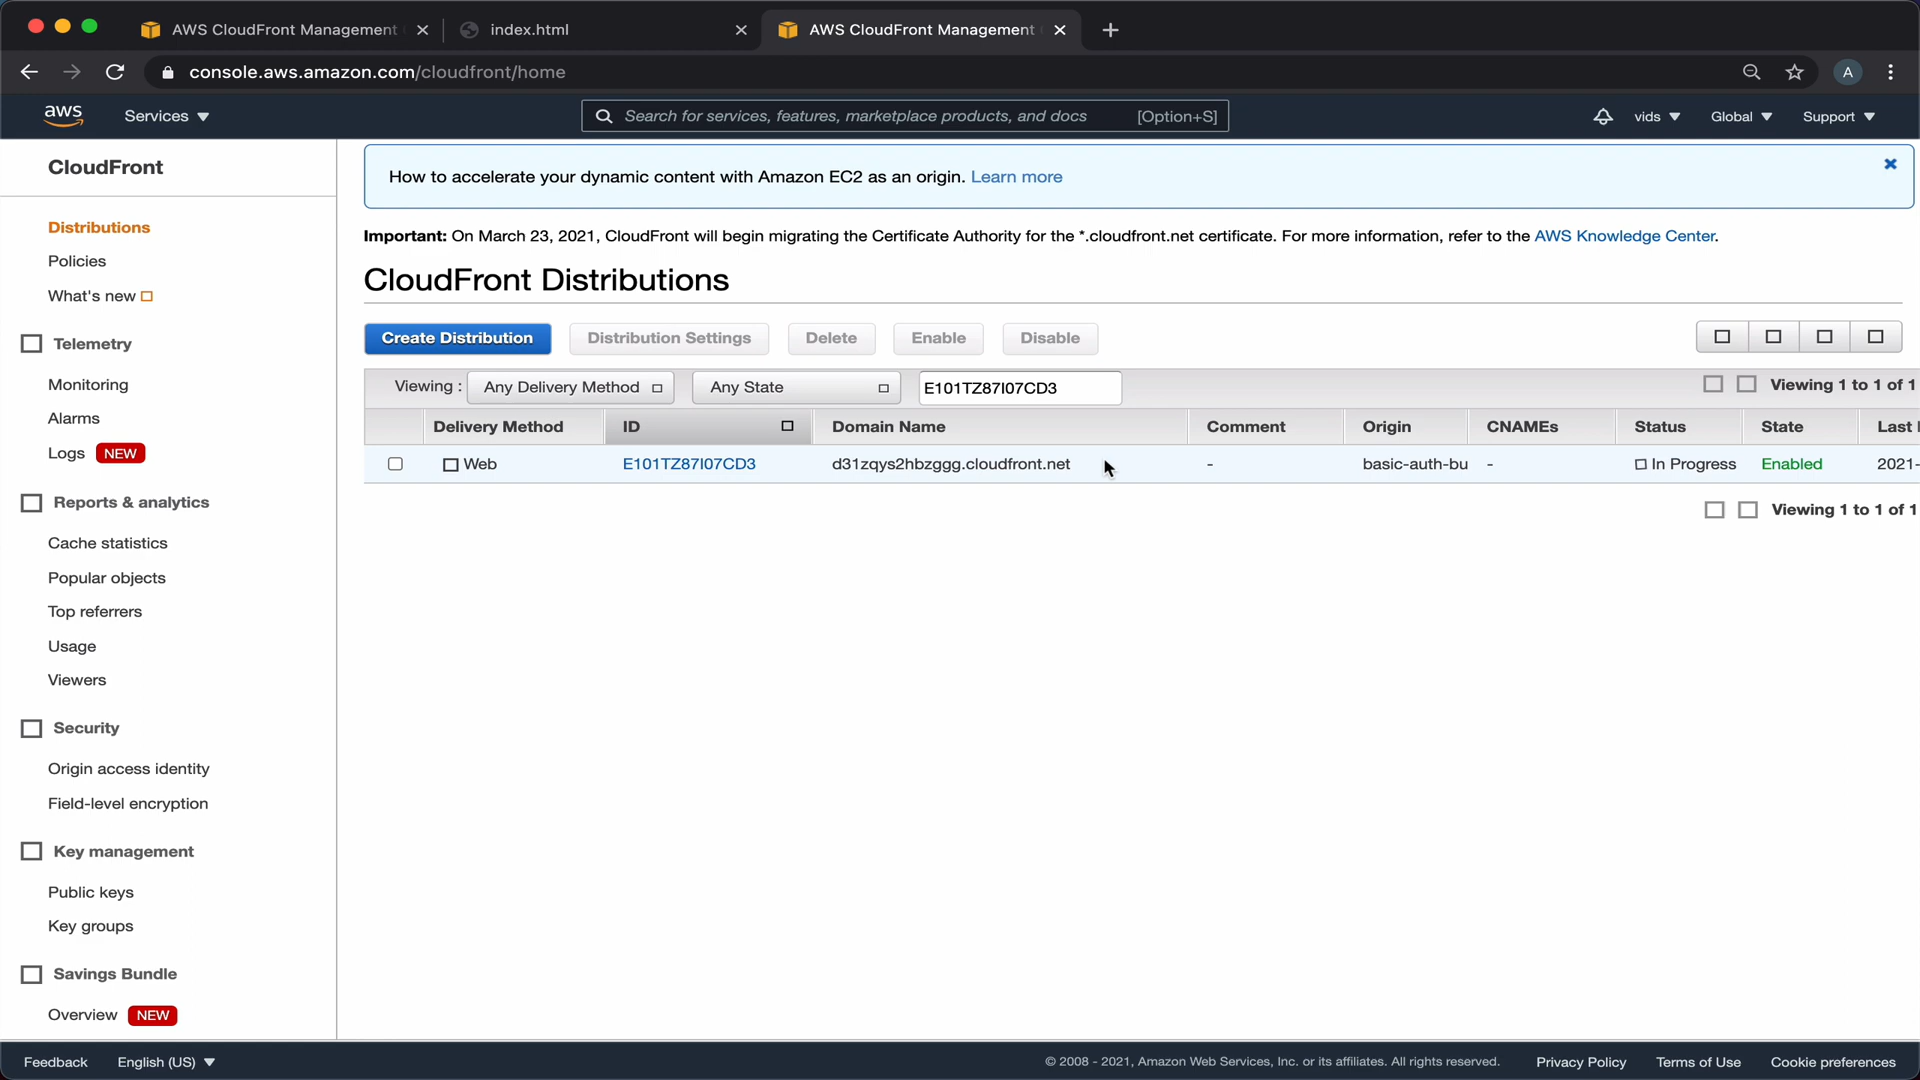 AWS CloudFront Management
index.html
AWS CloudFront Management
console.aws.amazon.com/cloudfront/home
A
aws
Services
Search for services, features, marketplace products, and docs [Option+S]
vids
Global
Support
CloudFront
Distributions
Policies
What's new
Telemetry
Monitoring
Alarms
Logs NEW
Reports & analytics
Cache statistics
Popular objects
Top referrers
Usage
Viewers
Security
Origin access identity
Field-level encryption
Key management
Public keys
Key groups
Savings Bundle
Overview NEW
How to accelerate your dynamic content with Amazon EC2 as an origin. Learn more
Important: On March 23, 2021, CloudFront will begin migrating the Certificate Authority for the *.cloudfront.net certificate. For more information, refer to the AWS Knowledge Center.
CloudFront Distributions
Create Distribution Distribution Settings Delete Enable Disable
Viewing : Any Delivery Method Any State E101TZ87I07CD3 Viewing 1 to 1 of 1
Delivery Method ID Domain Name Comment Origin CNAMEs Status State Last
Web E101TZ87I07CD3 d31zqys2hbzggg.cloudfront.net - basic-auth-bu - In Progress Enabled 2021-
Viewing 1 to 1 of 1
Feedback English (US) © 2008 - 2021, Amazon Web Services, Inc. or its affiliates. All rights reserved. Privacy Policy Terms of Use Cookie preferences